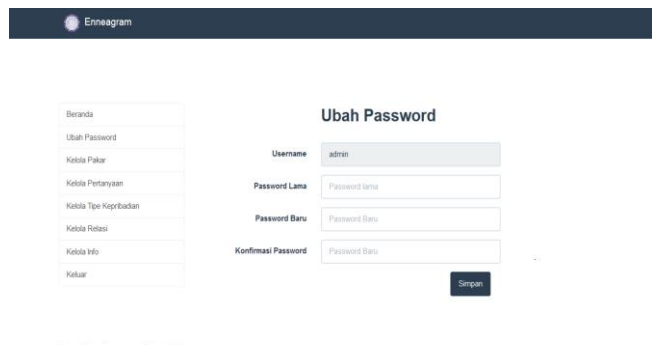 Enneagram
Beranda
Ubah Password
Kelola Pakar
Kelola Pertanyaan
Kelola Tipe Kepribadian
Kelola Relasi
Kelola Info
Keluar
Ubah Password
Username admin
Password Lama Password lama
Password Baru Password Baru
Konfirmasi Password Password Baru
Simpan